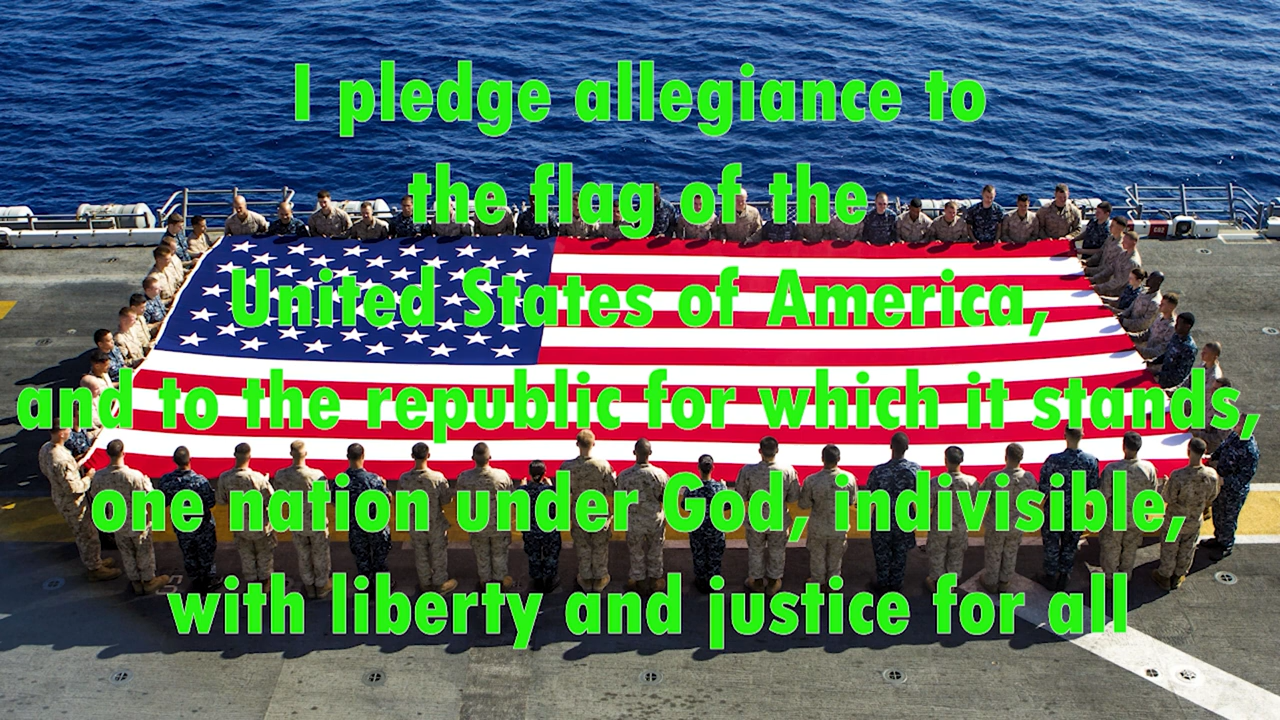 I pledge allegiance to
the flag of the
United States of America,
and to the republic for which it stands,
one nation under God, indivisible,
with liberty and justice for all